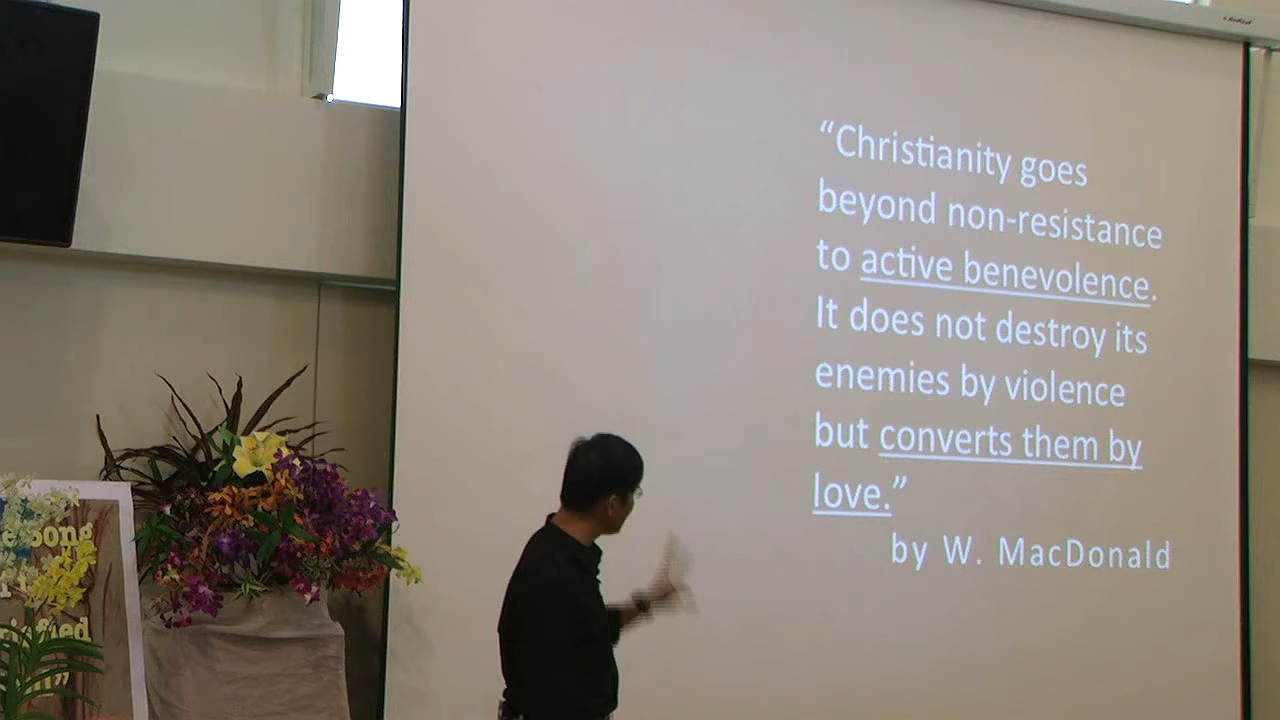 “Christianity goes
beyond non-resistance
to active benevolence.
It does not destroy its
enemies by violence
but converts them by
love.”
by W. MacDonald
e Song